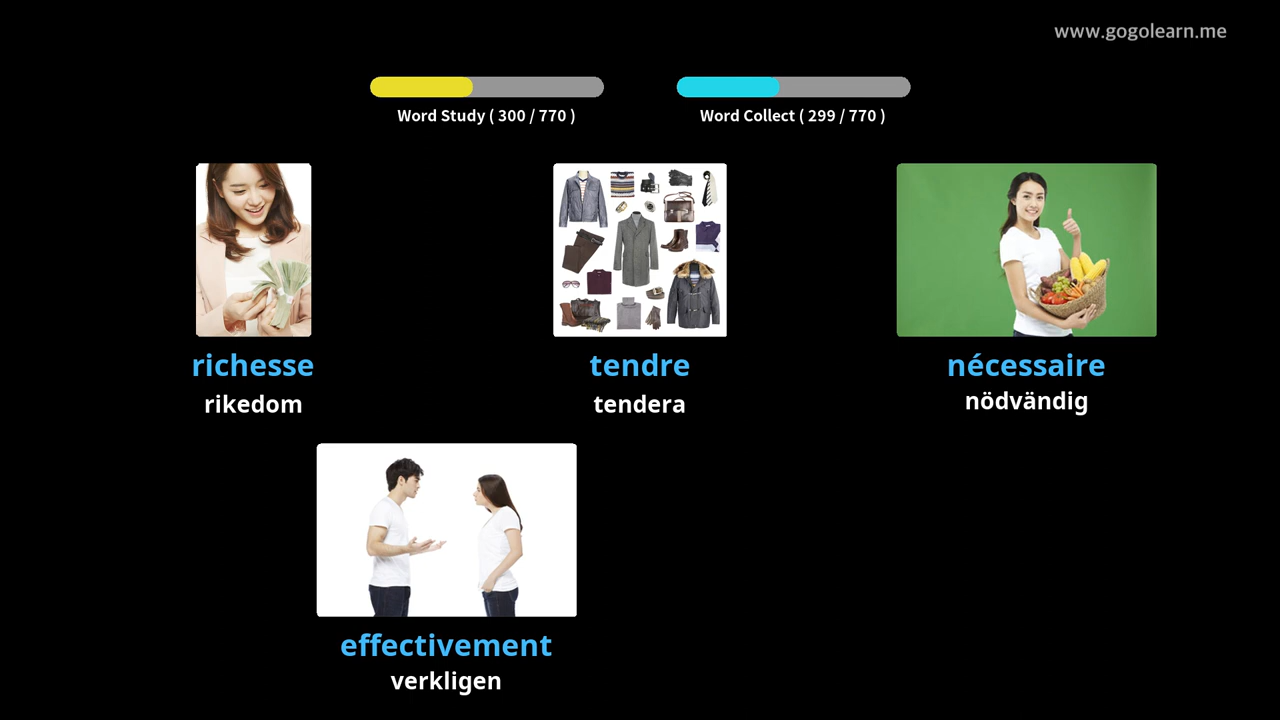 www.gogolearn.me
Word Study ( 300 / 770 )
Word Collect ( 299 / 770 )
richesse
rikedom
tendre
tendera
nécessaire
nödvändig
effectivement
verkligen